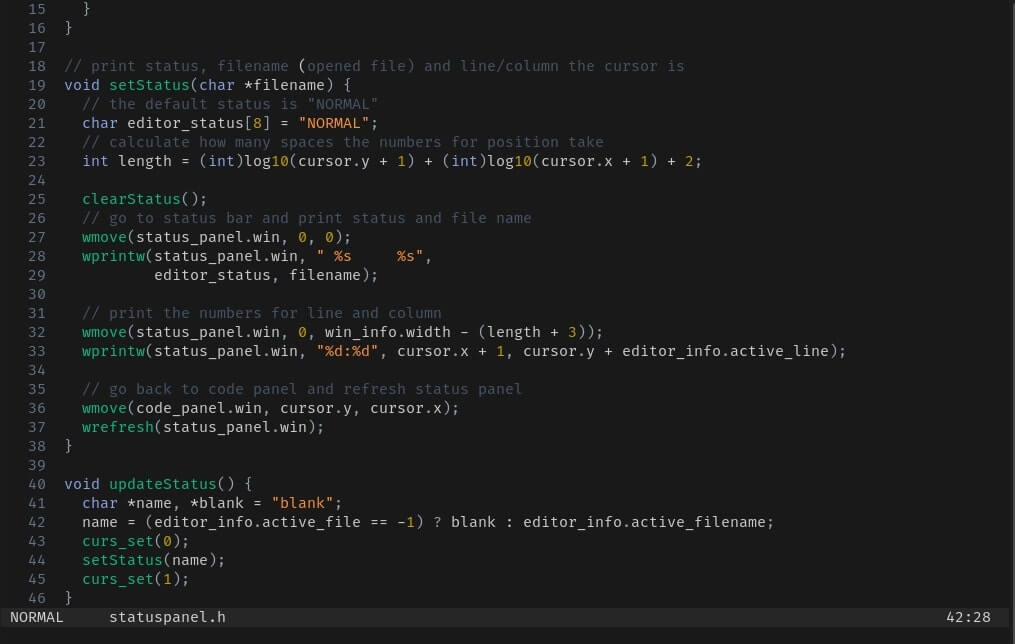 15     }
16   }
17
18   // print status, filename (opened file) and line/column the cursor is
19   void setStatus(char *filename) {
20     // the default status is "NORMAL"
21     char editor_status[8] = "NORMAL";
22     // calculate how many spaces the numbers for position take
23     int length = (int)log10(cursor.y + 1) + (int)log10(cursor.x + 1) + 2;
24
25     clearStatus();
26     // go to status bar and print status and file name
27     wmove(status_panel.win, 0, 0);
28     wprintw(status_panel.win, " %s     %s",
29             editor_status, filename);
30
31     // print the numbers for line and column
32     wmove(status_panel.win, 0, win_info.width - (length + 3));
33     wprintw(status_panel.win, "%d:%d", cursor.x + 1, cursor.y + editor_info.active_line);
34
35     // go back to code panel and refresh status panel
36     wmove(code_panel.win, cursor.y, cursor.x);
37     wrefresh(status_panel.win);
38   }
39
40   void updateStatus() {
41     char *name, *blank = "blank";
42     name = (editor_info.active_file == -1) ? blank : editor_info.active_filename;
43     curs_set(0);
44     setStatus(name);
45     curs_set(1);
46   }
NORMAL     statuspanel.h     42:28